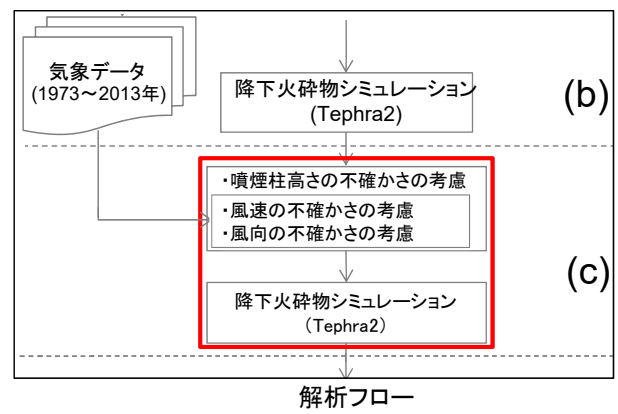 気象データ
(1973～2013年)
降下火砕物シミュレーション
(Tephra2)
(b)
・噴煙柱高さの不確かさの考慮
・風速の不確かさの考慮
・風向の不確かさの考慮
(c)
降下火砕物シミュレーション
（Tephra2）
解析フロー